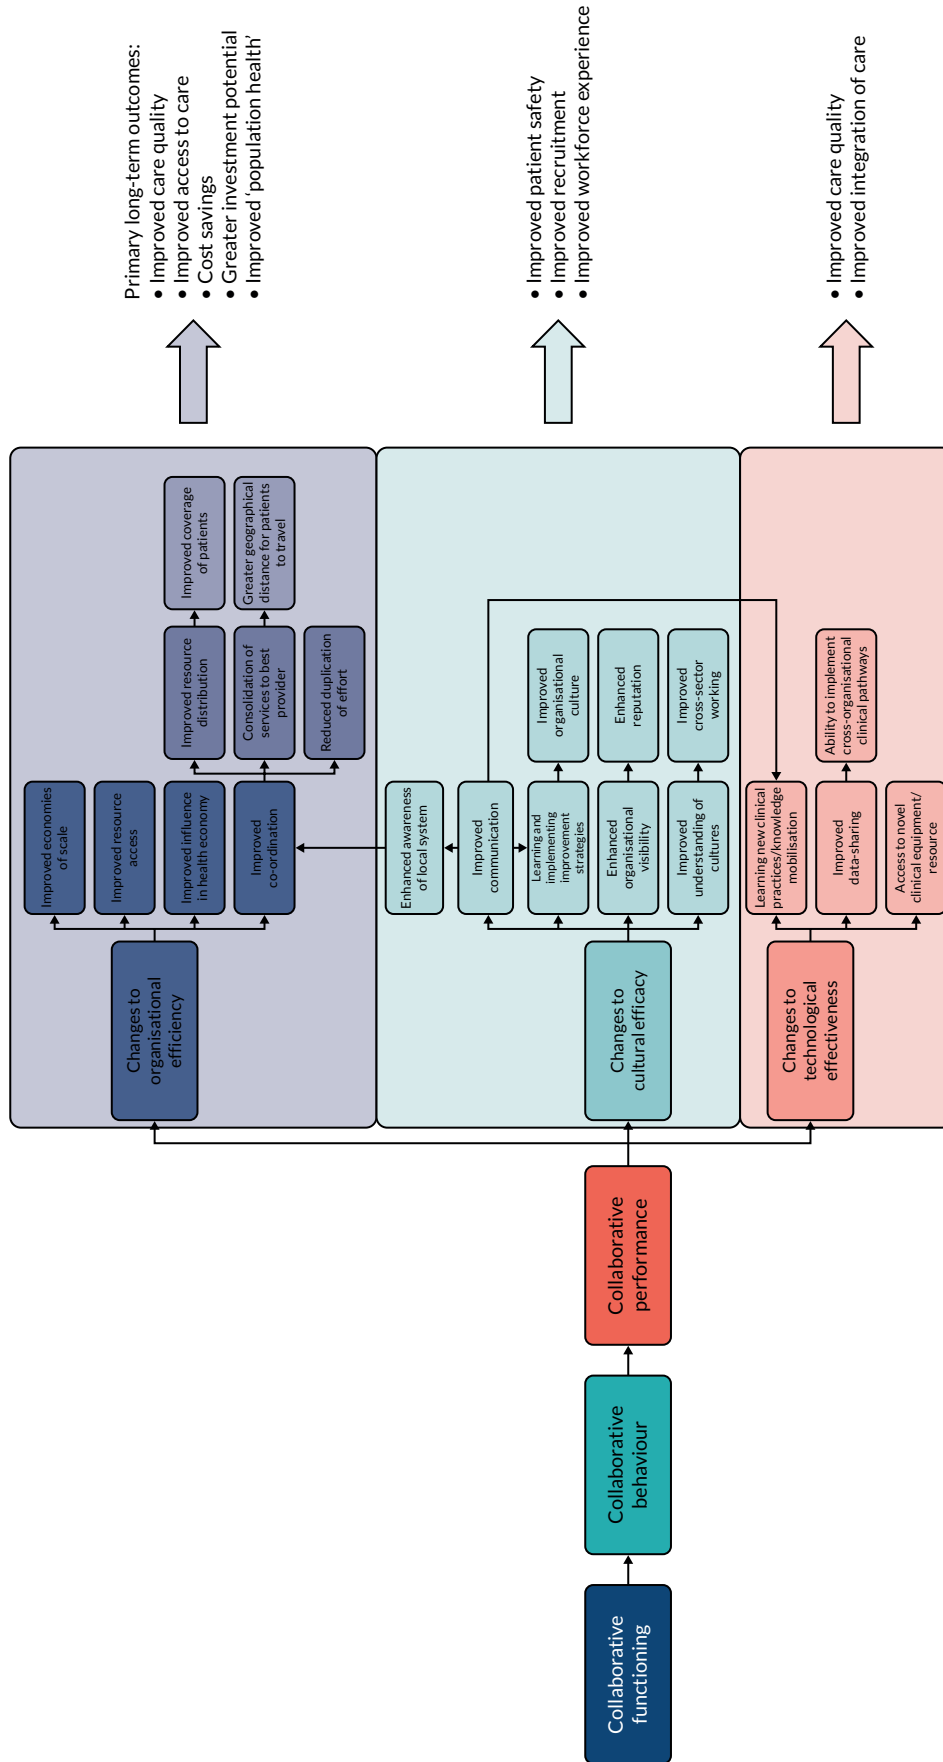 Collaborative
functioning
Collaborative
behaviour
Collaborative
performance
Changes to
organisational
efficiency
Improved economies
of scale
Improved resource
access
Improved influence
in health economy
Improved
co-ordination
Improved resource
distribution
Consolidation of
services to best
provider
Reduced duplication
of effort
Improved coverage
of patients
Greater geographical
distance for patients
to travel
Primary long-term outcomes:
• Improved care quality
• Improved access to care
• Cost savings
• Greater investment potential
• Improved ‘population health’
Changes to
cultural efficacy
Enhanced awareness
of local system
Improved
communication
Learning and
implementing
improvement
strategies
Enhanced
organisational
visibility
Improved
understanding of
cultures
Improved
organisational
culture
Enhanced
reputation
Improved
cross-sector
working
• Improved patient safety
• Improved recruitment
• Improved workforce experience
Changes to
technological
effectiveness
Learning new clinical
practices/knowledge
mobilisation
Improved
data-sharing
Access to novel
clinical equipment/
resource
Ability to implement
cross-organisational
clinical pathways
• Improved care quality
• Improved integration of care